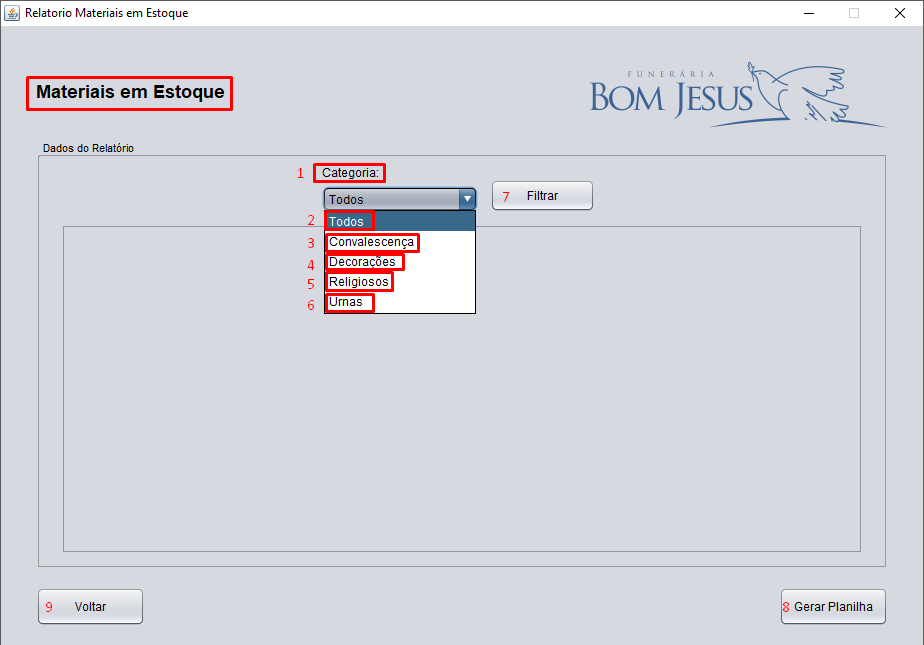 Relatorio Materiais em Estoque
Materiais em Estoque
FUNERÁRIA
BOM JESUS
Dados do Relatório
1 Categoria:
Todos
7 Filtrar
2 Todos
3 Convalescença
4 Decorações
5 Religiosos
6 Urnas
9 Voltar
8 Gerar Planilha